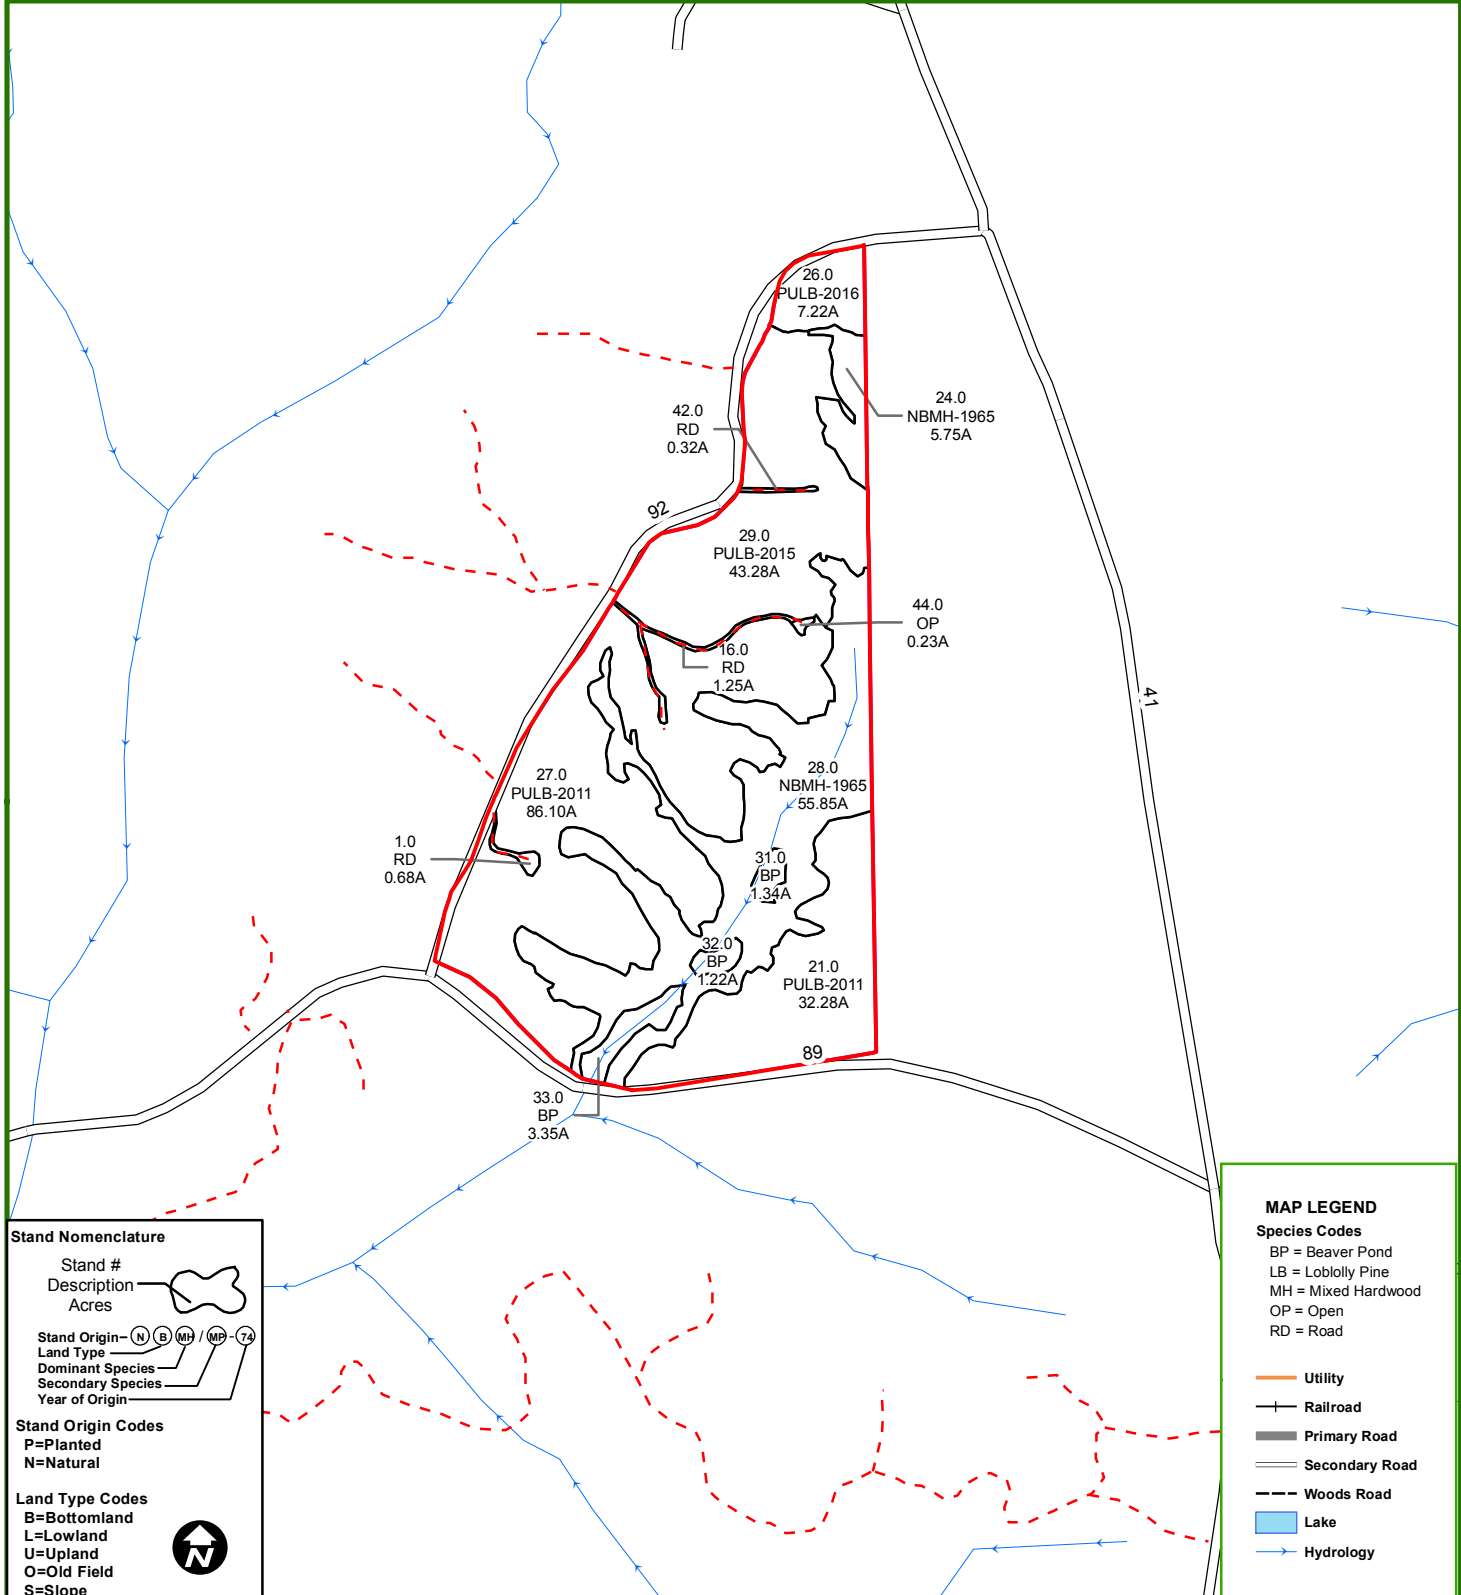 26.0
PULB-2016
7.22A
24.0
NBMH-1965
5.75A
42.0
RD
0.32A
92
29.0
PULB-2015
43.28A
44.0
OP
0.23A
16.0
RD
1.25A
41
27.0
PULB-2011
86.10A
28.0
NBMH-1965
55.85A
1.0
RD
0.68A
31.0
BP
1.34A
32.0
BP
1.22A
21.0
PULB-2011
32.28A
89
33.0
BP
3.35A
Stand Nomenclature
Stand #
Description
Acres
Stand Origin- N B MH / MP - 74
Land Type
Dominant Species
Secondary Species
Year of Origin
Stand Origin Codes
P=Planted
N=Natural
Land Type Codes
B=Bottomland
L=Lowland
U=Upland
O=Old Field
S=Slope
N
MAP LEGEND
Species Codes
BP = Beaver Pond
LB = Loblolly Pine
MH = Mixed Hardwood
OP = Open
RD = Road
Utility
Railroad
Primary Road
Secondary Road
Woods Road
Lake
Hydrology